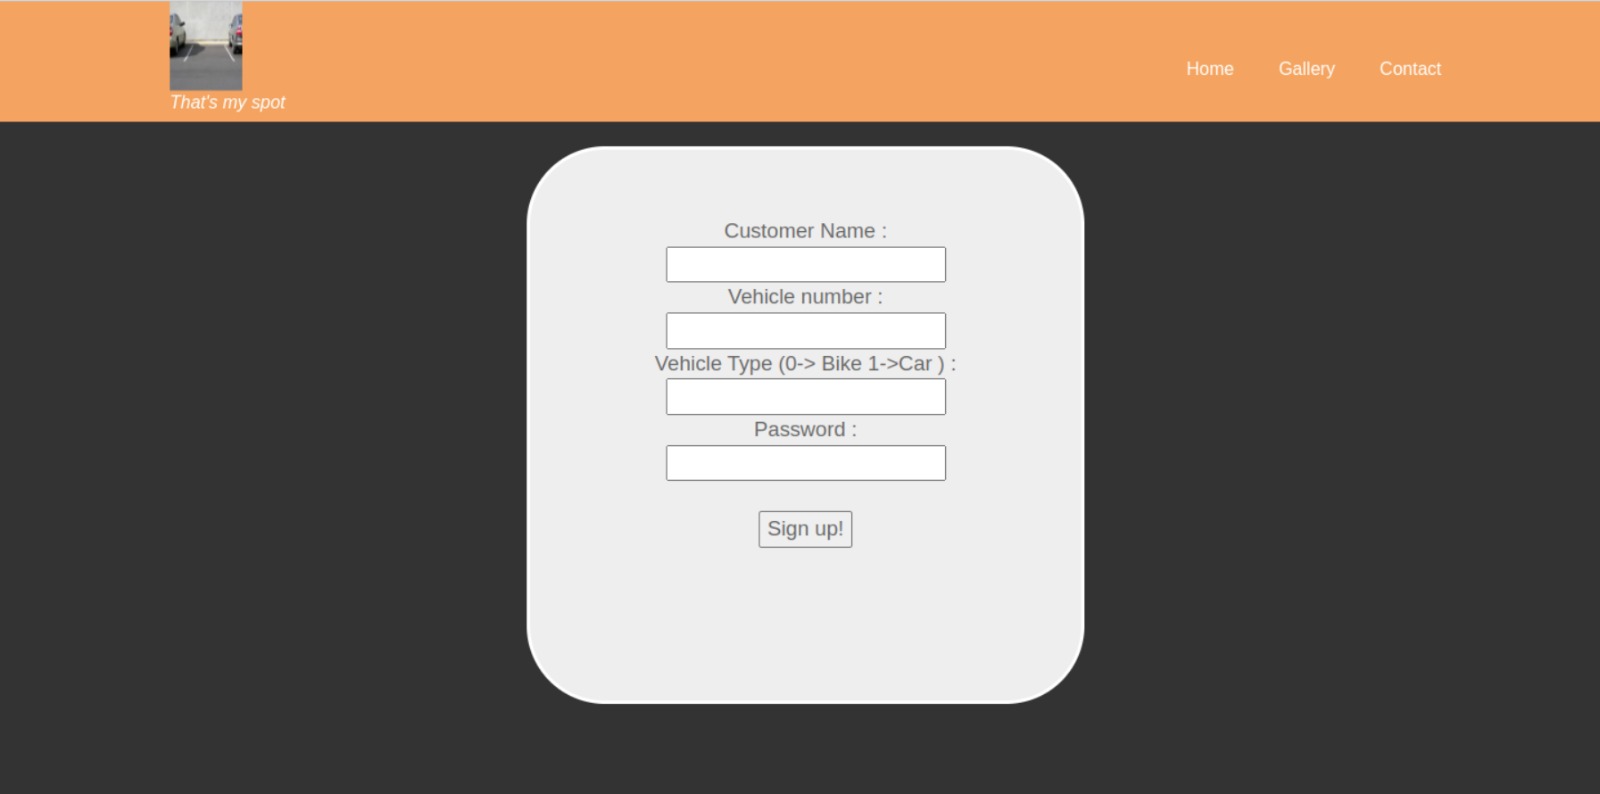 That's my spot
Home Gallery Contact
Customer Name :
Vehicle number :
Vehicle Type (0-> Bike 1->Car ) :
Password :
Sign up!